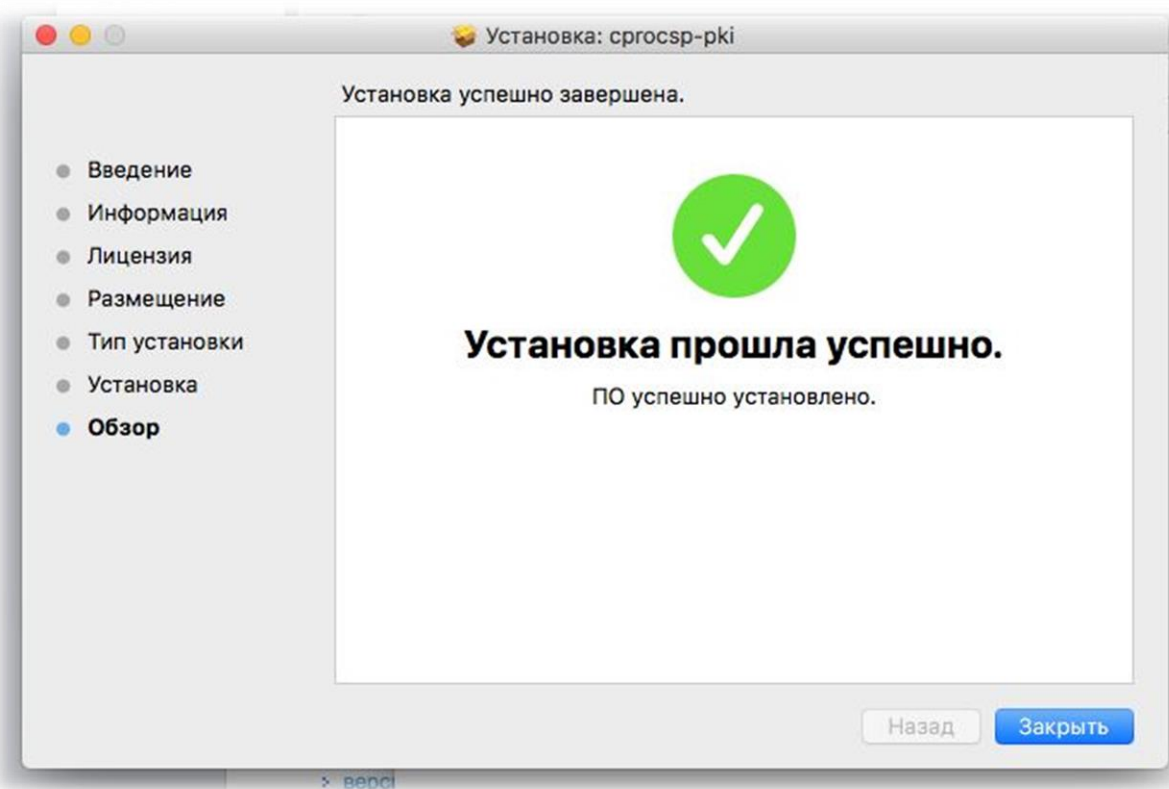 Установка: cprocsp-pki
Установка успешно завершена.
Введение
Информация
Лицензия
Размещение
Тип установки
Установка
Обзор
Установка прошла успешно.
ПО успешно установлено.
Назад
Закрыть